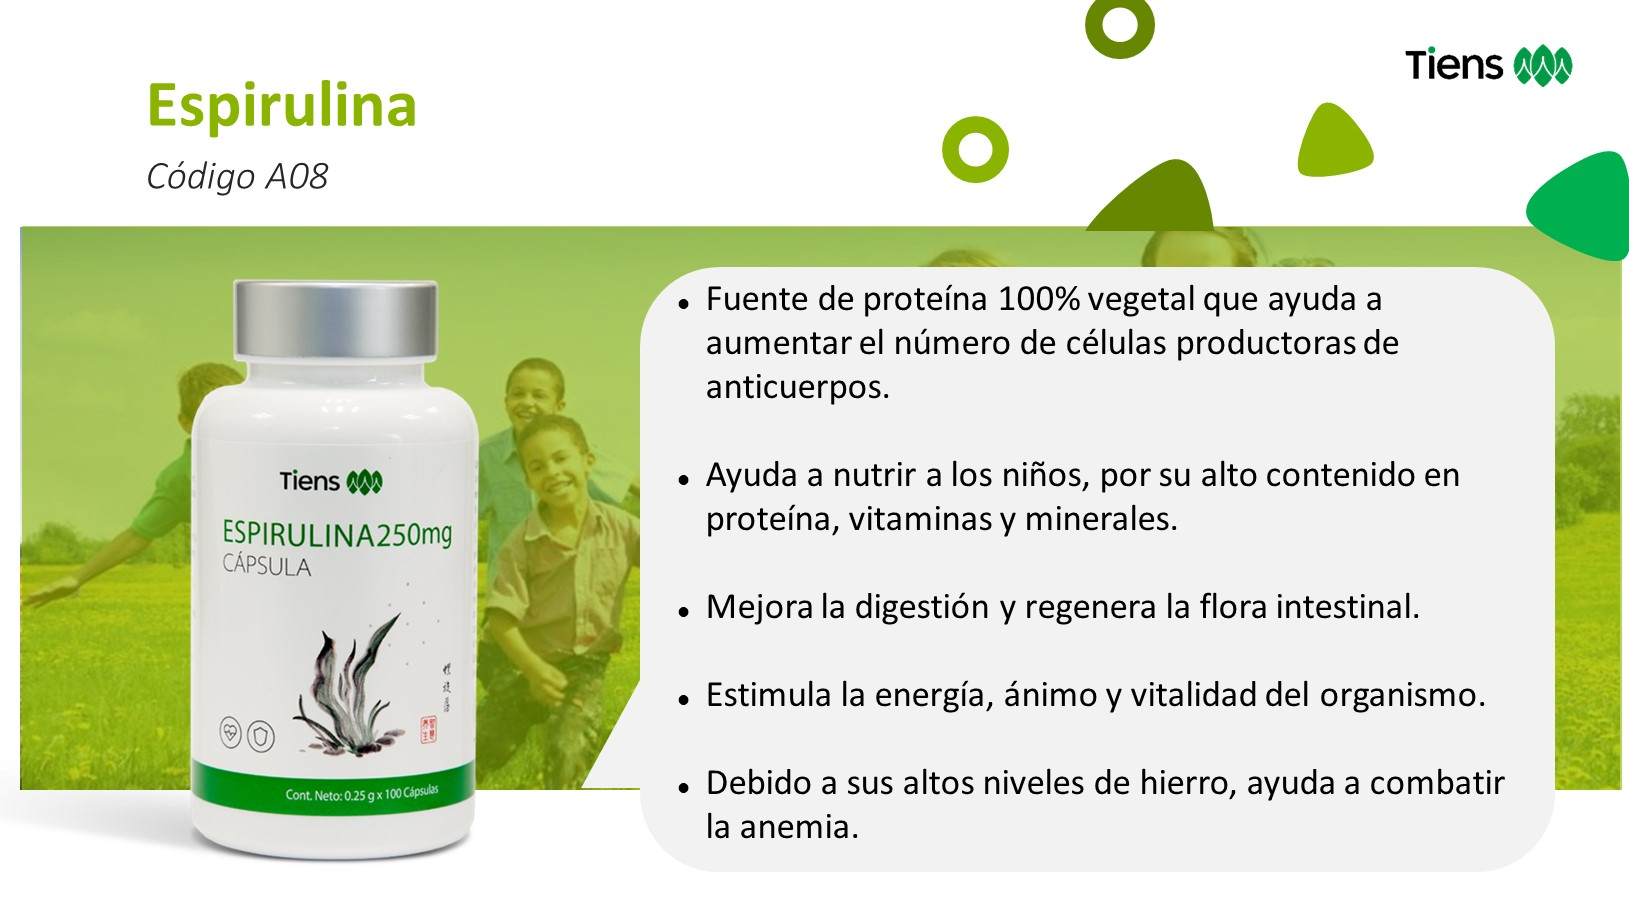 Tiens
Espirulina
Código A08
Fuente de proteína 100% vegetal que ayuda a
aumentar el número de células productoras de
anticuerpos.
Ayuda a nutrir a los niños, por su alto contenido en
proteína, vitaminas y minerales.
Mejora la digestión y regenera la flora intestinal.
Estimula la energía, ánimo y vitalidad del organismo.
Debido a sus altos niveles de hierro, ayuda a combatir
la anemia.
Tiens
ESPIRULINA250mg
CÁPSULA
Cont. Neto: 0.25 g x 100 Cápsulas